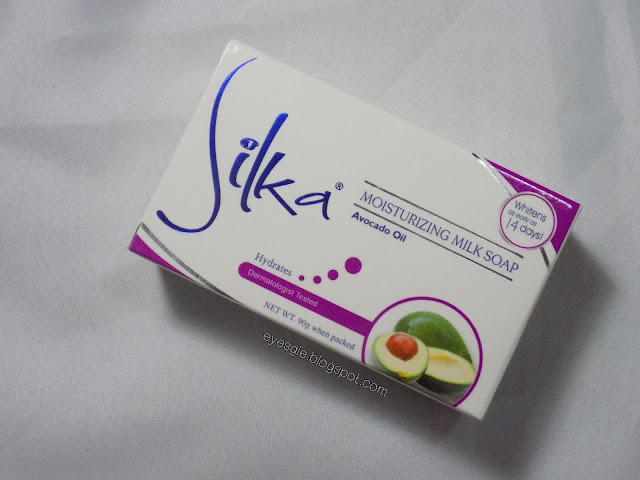 Silka®
MOISTURIZING MILK SOAP
Avocado Oil
Whitens
as early as
14 days!
Hydrates
Dermatologist Tested
NET WT. 90g when packed
eyesgie.blogspot.com